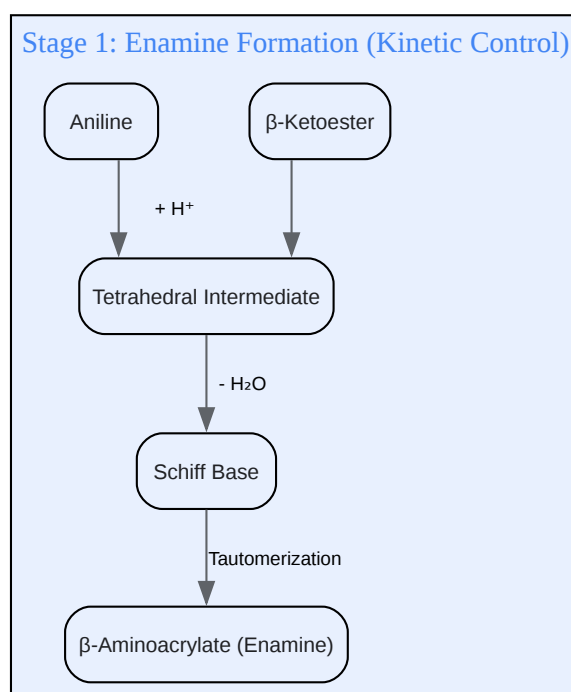 Stage 1: Enamine Formation (Kinetic Control)
Aniline
β-Ketoester
+ H⁺
Tetrahedral Intermediate
- H₂O
Schiff Base
Tautomerization
β-Aminoacrylate (Enamine)